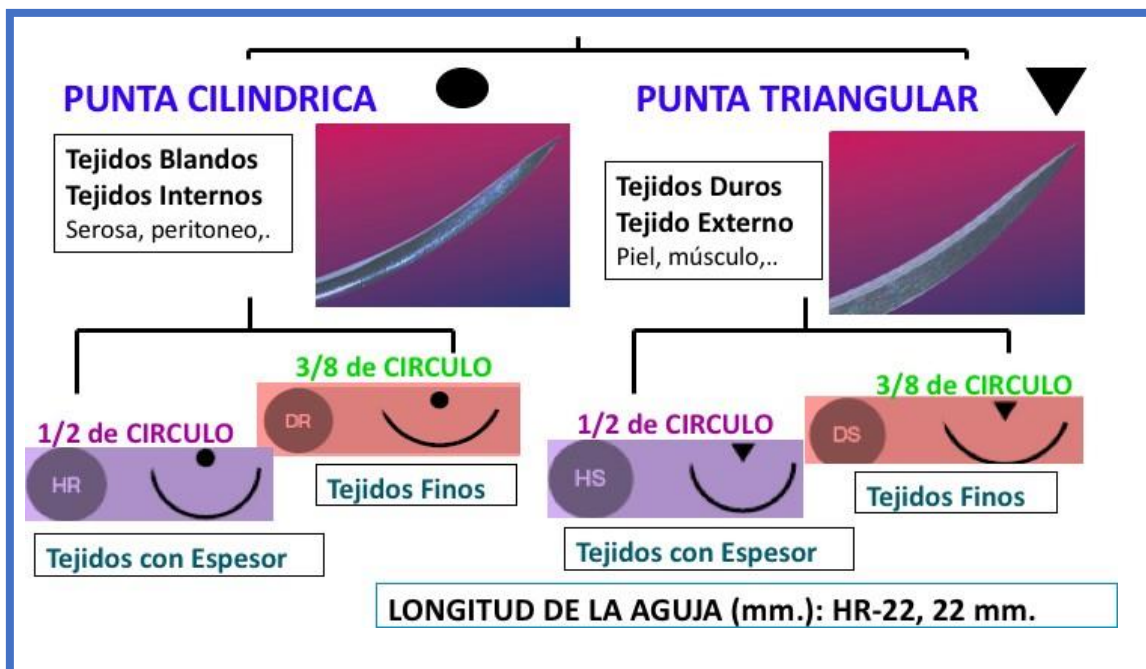 PUNTA CILINDRICA
Tejidos Blandos
Tejidos Internos
Serosa, peritoneo,.
3/8 de CIRCULO
DR
1/2 de CIRCULO
HR
Tejidos Finos
Tejidos con Espesor
PUNTA TRIANGULAR
Tejidos Duros
Tejido Externo
Piel, músculo,..
3/8 de CIRCULO
DS
1/2 de CIRCULO
HS
Tejidos Finos
Tejidos con Espesor
LONGITUD DE LA AGUJA (mm.): HR-22, 22 mm.